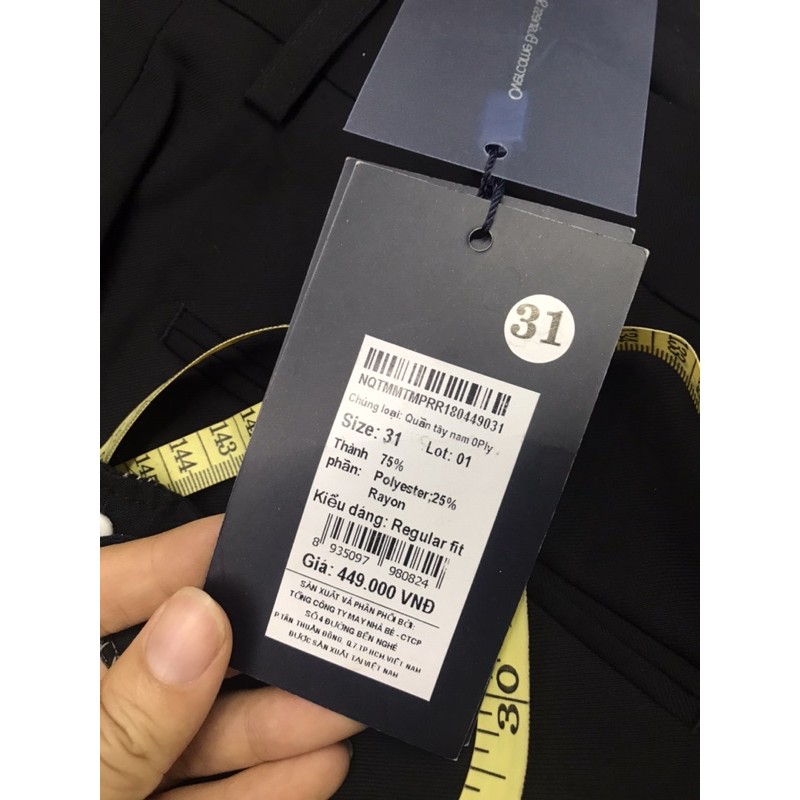 31
NQTMMTMPRR180449031
Chủng loại: Quần tây nam 0Ply
Size: 31 Lot: 01
Thành phần: 75% Polyester;25% Rayon
Kiểu dáng: Regular fit
8 935097 980824
Giá: 449.000 VNĐ
SẢN XUẤT VÀ PHÂN PHỐI BỞI:
TỔNG CÔNG TY MAY NHÀ BÈ - CTCP
SỐ 4 ĐƯỜNG BẾN NGHÉ
P TÂN THUẬN ĐÔNG, Q.7,TP HCM,VIỆT NAM
ĐƯỢC SẢN XUẤT TẠI VIỆT NAM
145
144
143
30